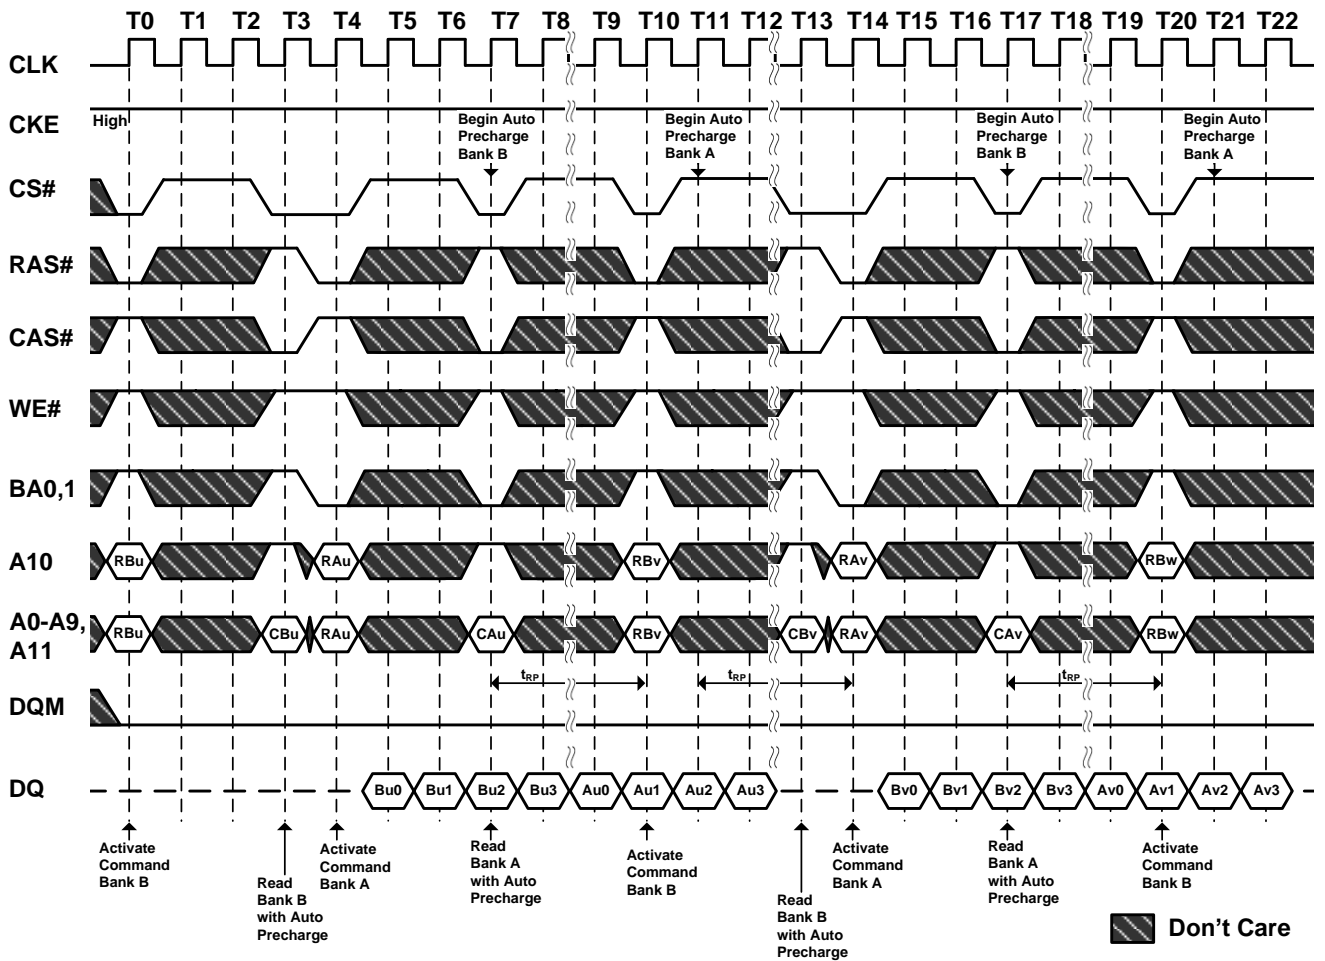 T0 T1 T2 T3 T4 T5 T6 T7 T8 T9 T10 T11 T12 T13 T14 T15 T16 T17 T18 T19 T20 T21 T22
CLK
CKE
High
Begin Auto
Precharge
Bank B
Begin Auto
Precharge
Bank A
Begin Auto
Precharge
Bank B
Begin Auto
Precharge
Bank A
CS#
RAS#
CAS#
WE#
BA0,1
A10
RBu RAu RBv RAv RBw
A0-A9,
A11
RBu CBu RAu CAu RBv CBv RAv CAv RBw
tRP tRP tRP
DQM
DQ
Bu0 Bu1 Bu2 Bu3 Au0 Au1 Au2 Au3 Bv0 Bv1 Bv2 Bv3 Av0 Av1 Av2 Av3
Activate
Command
Bank B
Read
Bank B
with Auto
Precharge
Activate
Command
Bank A
Read
Bank A
with Auto
Precharge
Activate
Command
Bank B
Read
Bank B
with Auto
Precharge
Activate
Command
Bank A
Read
Bank A
with Auto
Precharge
Activate
Command
Bank B
Don't Care